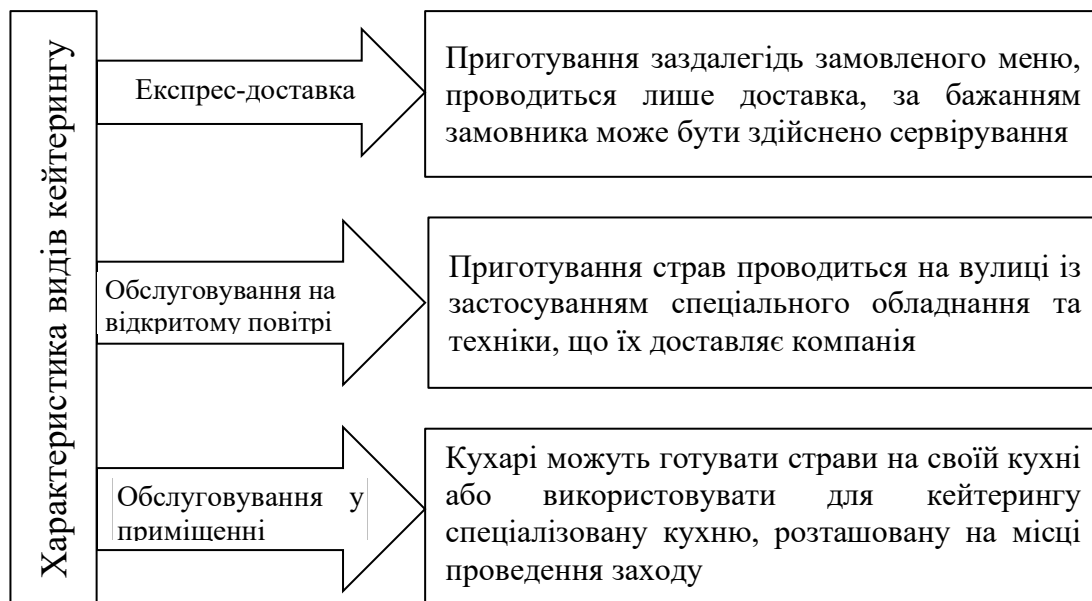 Характеристика видів кейтерингу
Експрес-доставка
Приготування заздалегідь замовленого меню,
проводиться лише доставка, за бажанням
замовника може бути здійснено сервірування
Обслуговування на
відкритому повітрі
Приготування страв проводиться на вулиці із
застосуванням спеціального обладнання та
техніки, що їх доставляє компанія
Обслуговування у
приміщенні
Кухарі можуть готувати страви на своїй кухні
або використовувати для кейтерингу
спеціалізовану кухню, розташовану на місці
проведення заходу